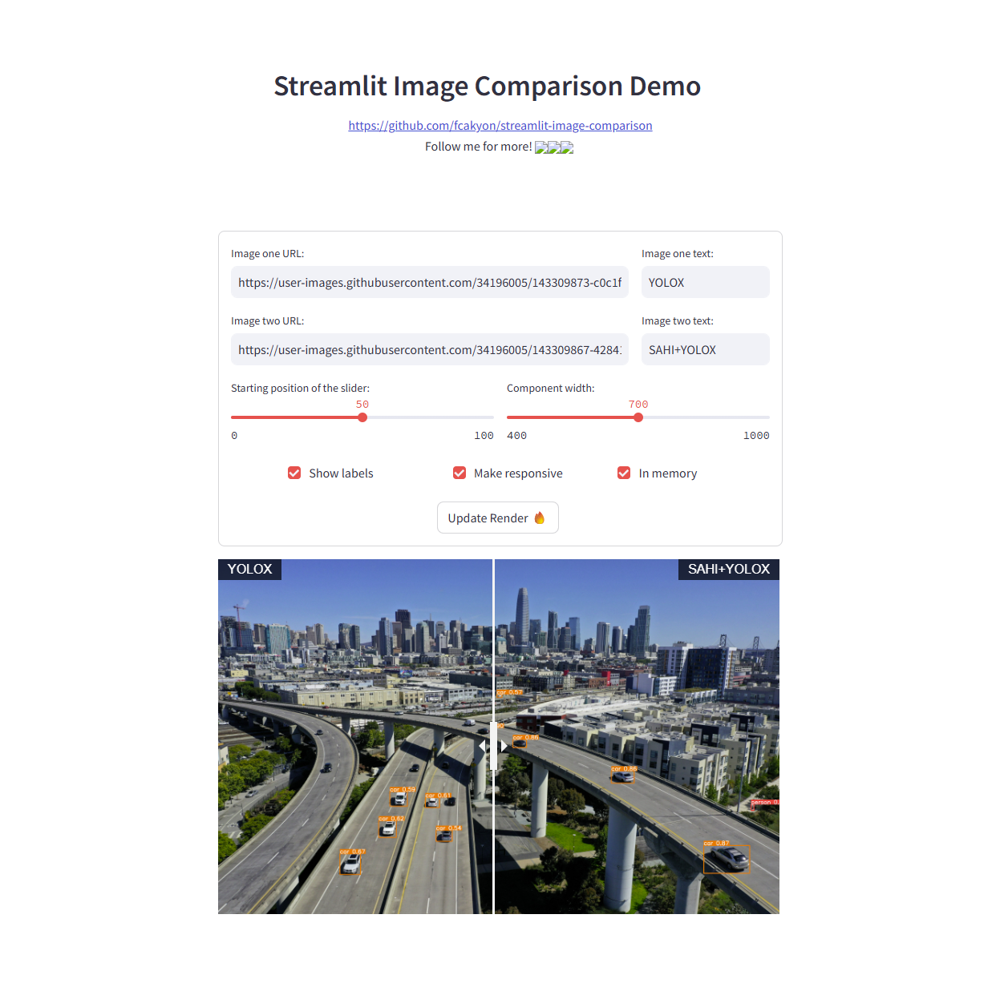 Streamlit Image Comparison Demo
https://github.com/fcakyon/streamlit-image-comparison
Follow me for more!
Image one URL:
Image one text:
https://user-images.githubusercontent.com/34196005/143309873-c0c1f
YOLOX
Image two URL:
Image two text:
https://user-images.githubusercontent.com/34196005/143309867-42841
SAHI+YOLOX
Starting position of the slider:
Component width:
50
700
0
100
400
1000
Show labels
Make responsive
In memory
Update Render 🔥
YOLOX
SAHI+YOLOX
car 0.57
car 0.86
car 0.86
car 0.59
car 0.61
person 0.
car 0.62
car 0.54
car 0.87
car 0.67